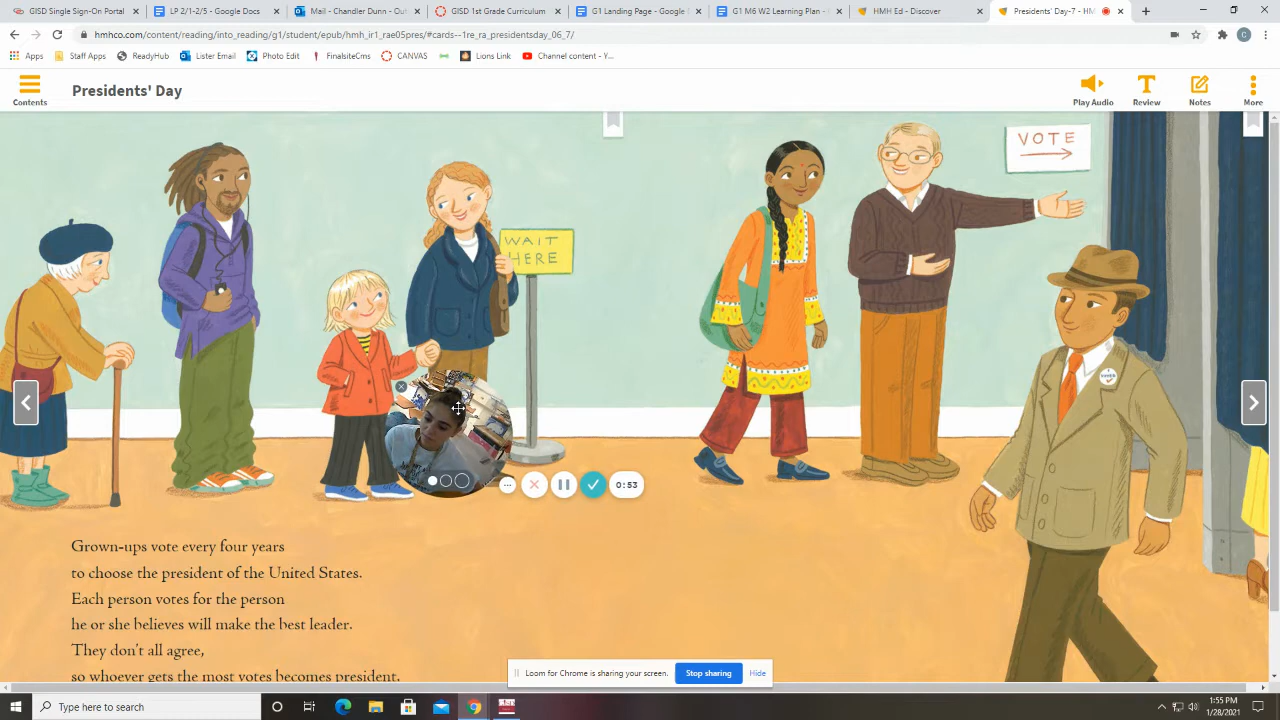 GISD Single Sign-On Portal
LP 2/1-2/5 - Google Docs
Mail - Chandler Dunn - Out
GISD 1st Grade Curriculum
G1 Landing Page - Google
G1 M6 W2 Learning Plan -
HMH Ed - Discover
Presidents' Day-7 - HM
hmhco.com/content/reading/into_reading/g1/student/epub/hmh_ir1_rae05pres/#cards--1re_ra_presidentsday_06_7/
C
Apps
Staff Apps
ReadyHub
Lister Email
Photo Edit
FinalsiteCms
CANVAS
Lions Link
Channel content - Y...
Contents
Presidents' Day
Play Audio
Review
Notes
More
VOTE
WAIT
HERE
0:53
Grown-ups vote every four years
to choose the president of the United States.
Each person votes for the person
he or she believes will make the best leader.
They don't all agree,
so whoever gets the most votes becomes president.
Loom for Chrome is sharing your screen.
Stop sharing
Hide
Type here to search
1:55 PM
1/28/2021